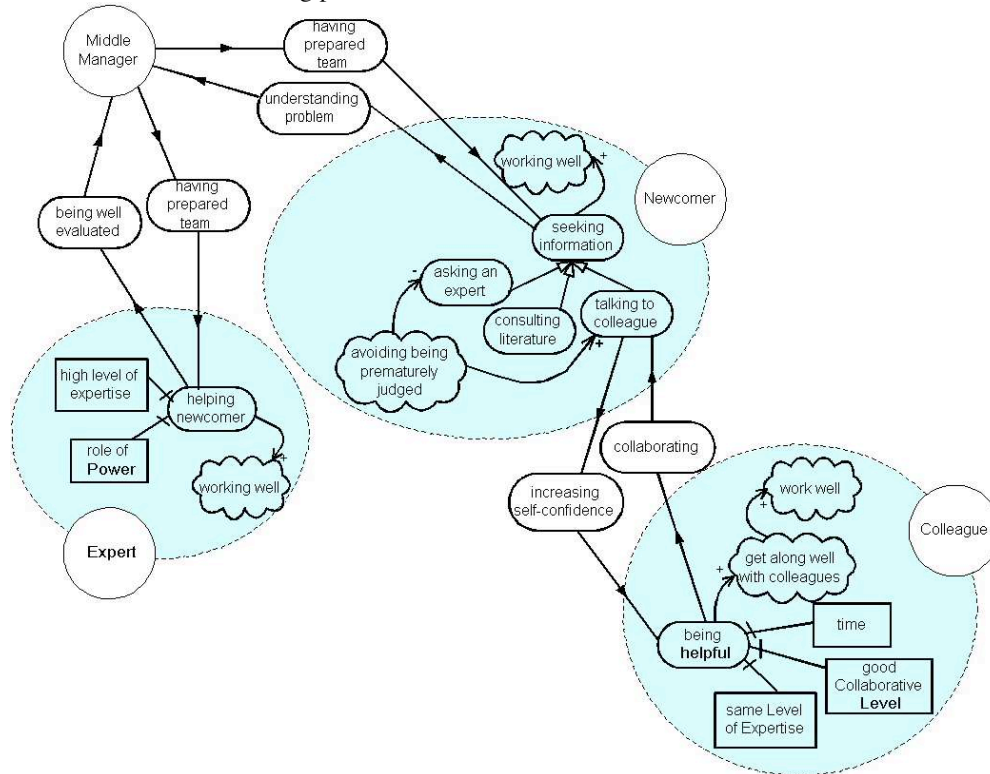 Middle
Manager
having
prepared
team
understanding
problem
being well
evaluated
having
prepared
team
working well
+
Newcomer
seeking
information
-
asking an
expert
consulting
literature
talking to
colleague
+
avoiding being
prematurely
judged
high level of
expertise
helping
newcomer
role of
Power
+
working well
Expert
collaborating
increasing
self-confidence
work well
+
Colleague
get along well
with colleagues
+
time
being
helpful
good
Collaborative
Level
same Level
of Expertise